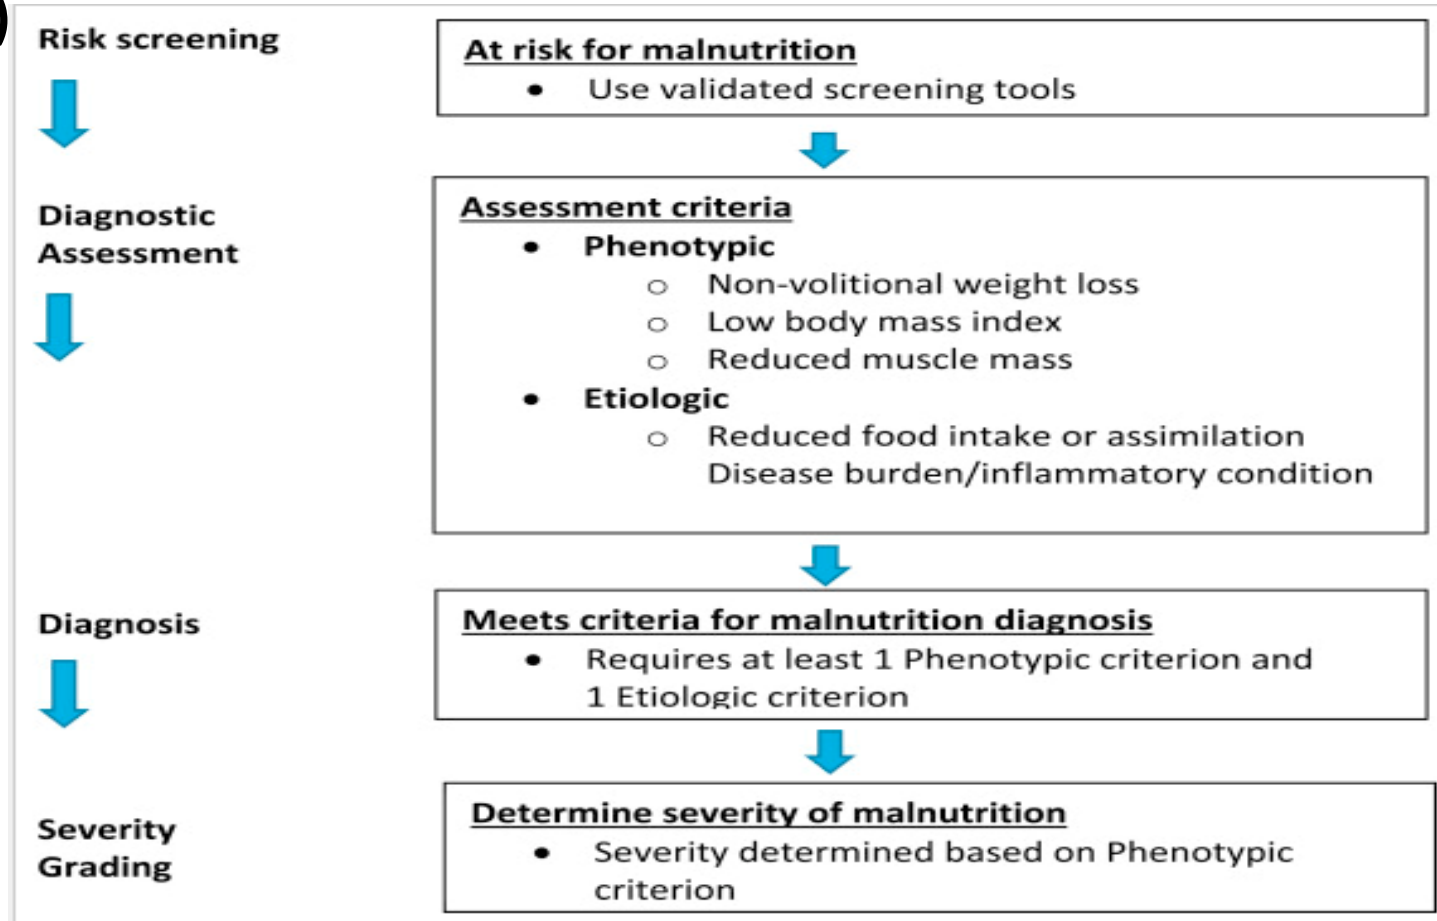 Risk screening
At risk for malnutrition
• Use validated screening tools
Diagnostic
Assessment
Assessment criteria
• Phenotypic
o Non-volitional weight loss
o Low body mass index
o Reduced muscle mass
• Etiologic
o Reduced food intake or assimilation
Disease burden/inflammatory condition
Diagnosis
Meets criteria for malnutrition diagnosis
• Requires at least 1 Phenotypic criterion and
1 Etiologic criterion
Severity
Grading
Determine severity of malnutrition
• Severity determined based on Phenotypic
criterion